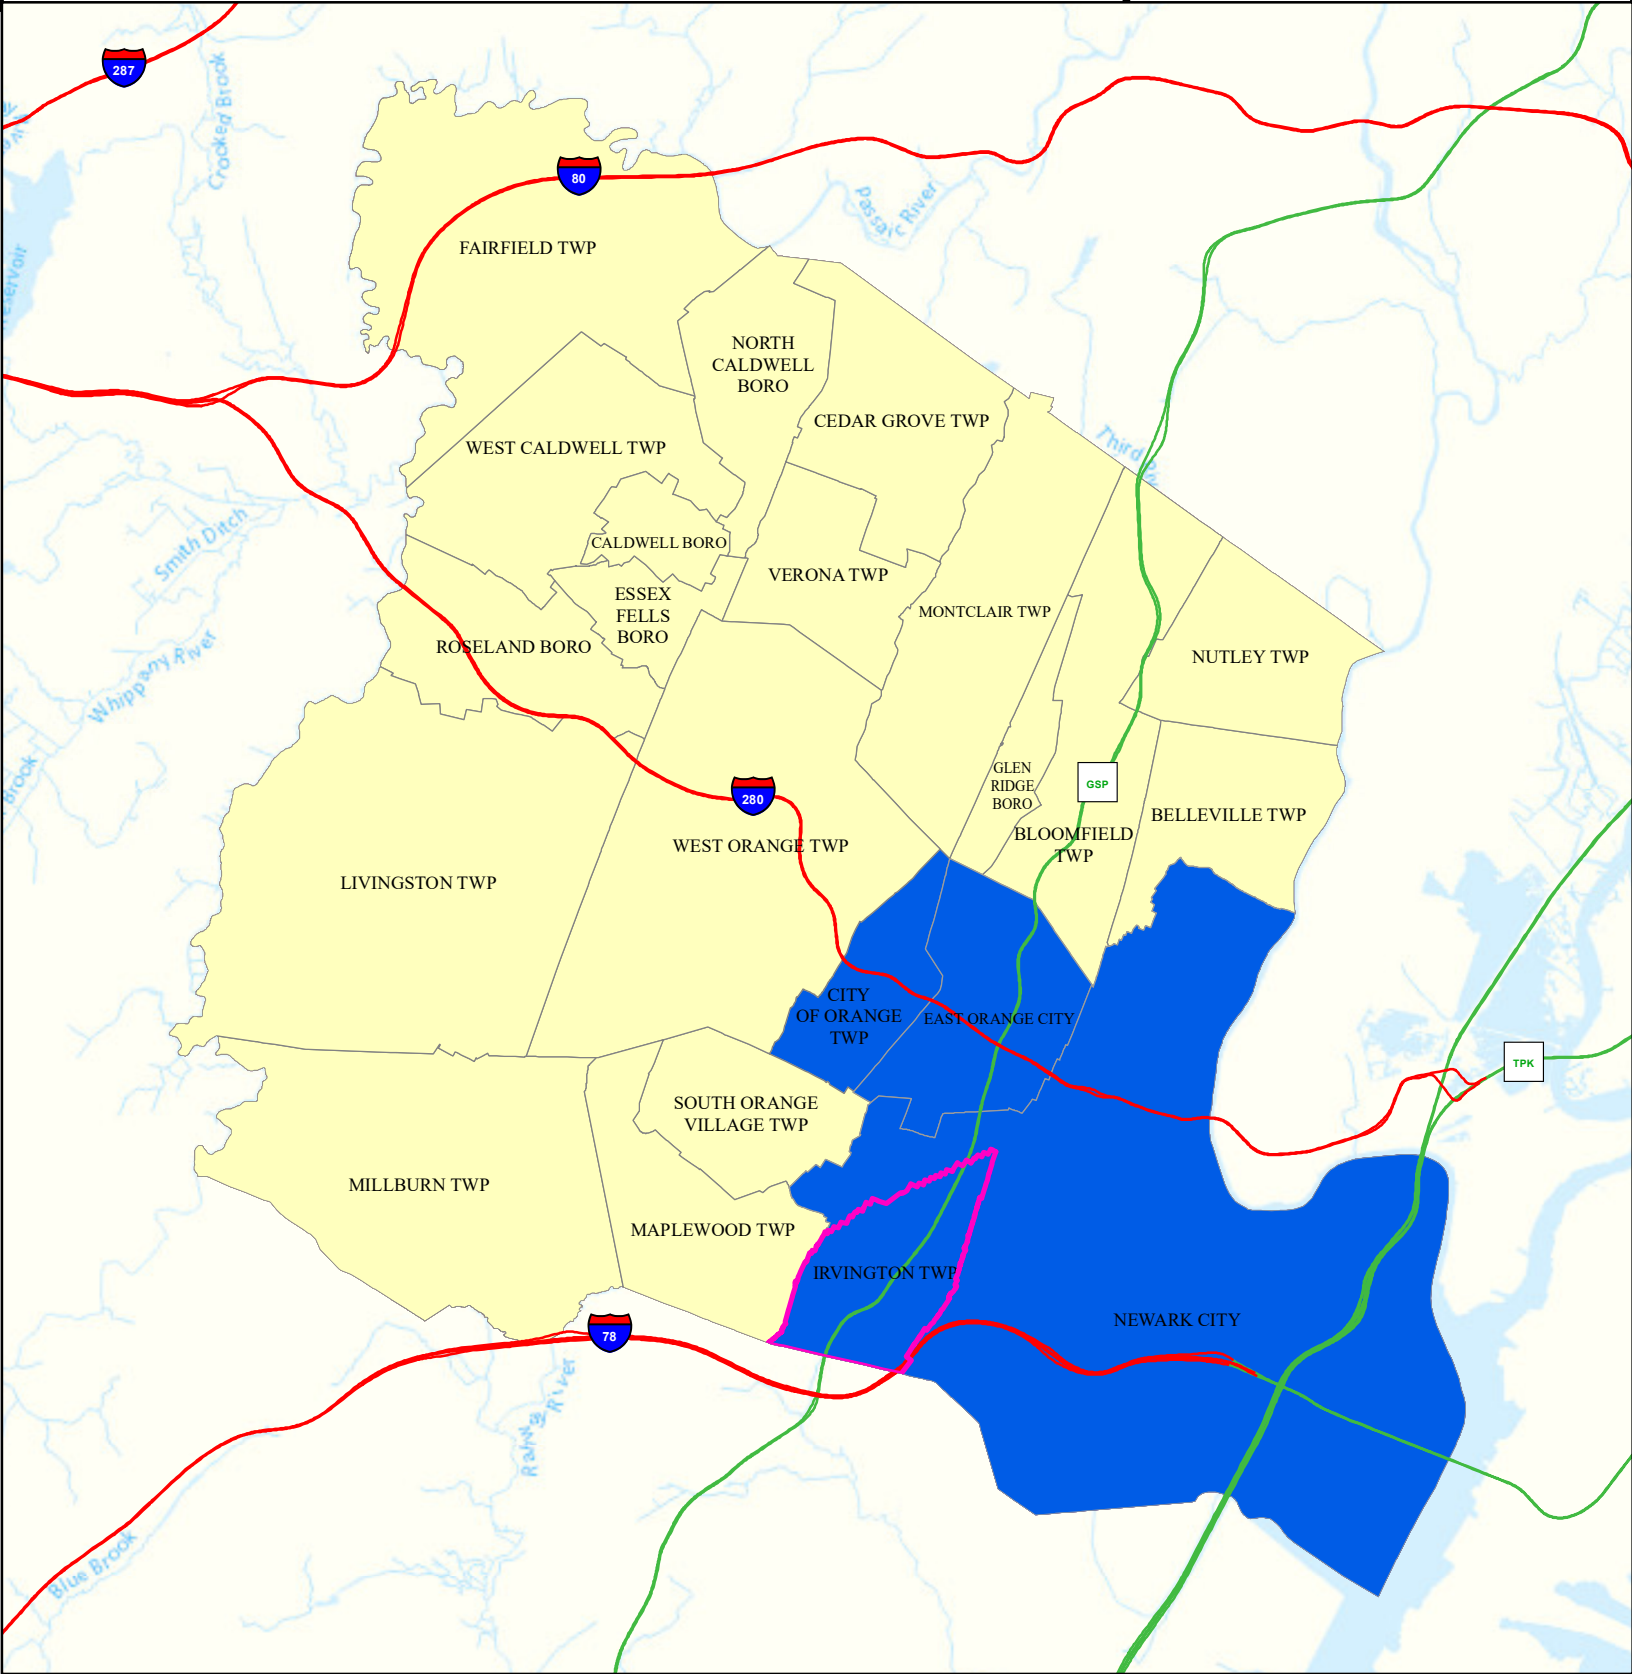 287
Crooked Brook
80
Passaic River
FAIRFIELD TWP
NORTH
CALDWELL
BORO
CEDAR GROVE TWP
WEST CALDWELL TWP
Smith Ditch
CALDWELL BORO
VERONA TWP
ESSEX
FELLS
BORO
MONTCLAIR TWP
ROSELAND BORO
NUTLEY TWP
Whippany River
Brook
GLEN
RIDGE
BORO
GSP
280
BELLEVILLE TWP
BLOOMFIELD
TWP
WEST ORANGE TWP
LIVINGSTON TWP
CITY
OF ORANGE
TWP
EAST ORANGE CITY
TPK
SOUTH ORANGE
VILLAGE TWP
MILLBURN TWP
MAPLEWOOD TWP
IRVINGTON TWP
NEWARK CITY
78
River
Blue Brook